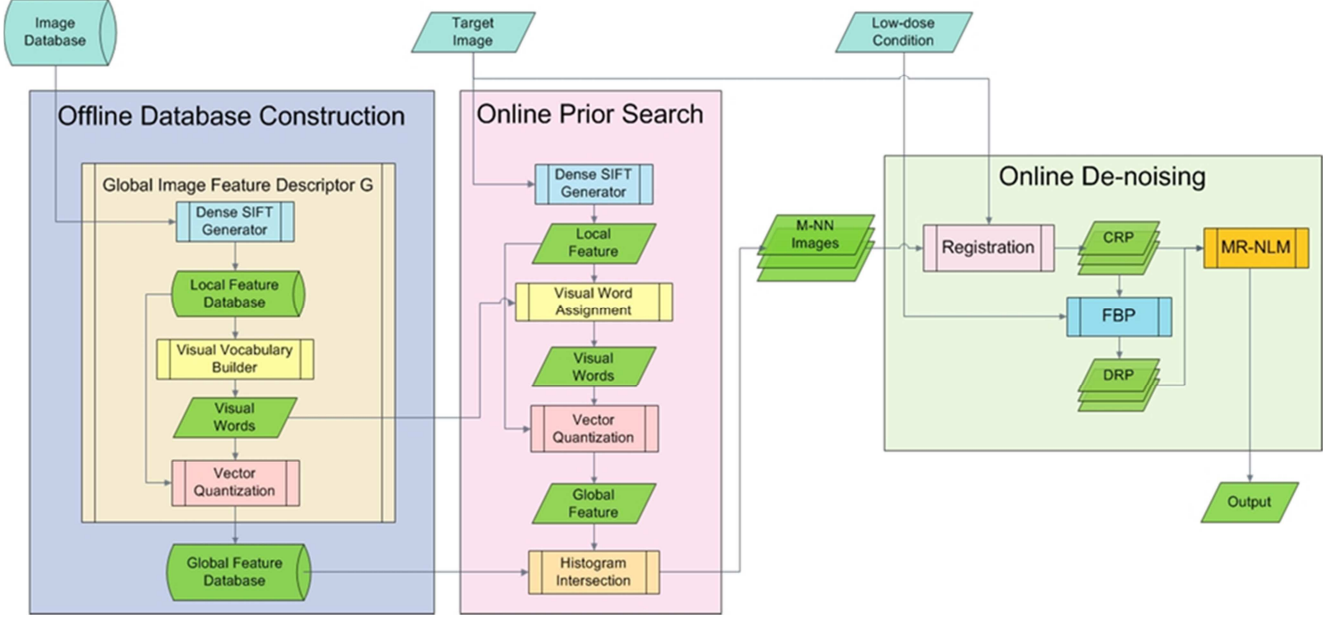 Image
Database
Target
Image
Low-dose
Condition
Offline Database Construction
Global Image Feature Descriptor G
Dense SIFT
Generator
Local Feature
Database
Visual Vocabulary
Builder
Visual
Words
Vector
Quantization
Global Feature
Database
Online Prior Search
Dense SIFT
Generator
Local
Feature
Visual Word
Assignment
Visual
Words
Vector
Quantization
Global
Feature
Histogram
Intersection
M-NN
Images
Online De-noising
Registration
CRP
MR-NLM
FBP
DRP
Output